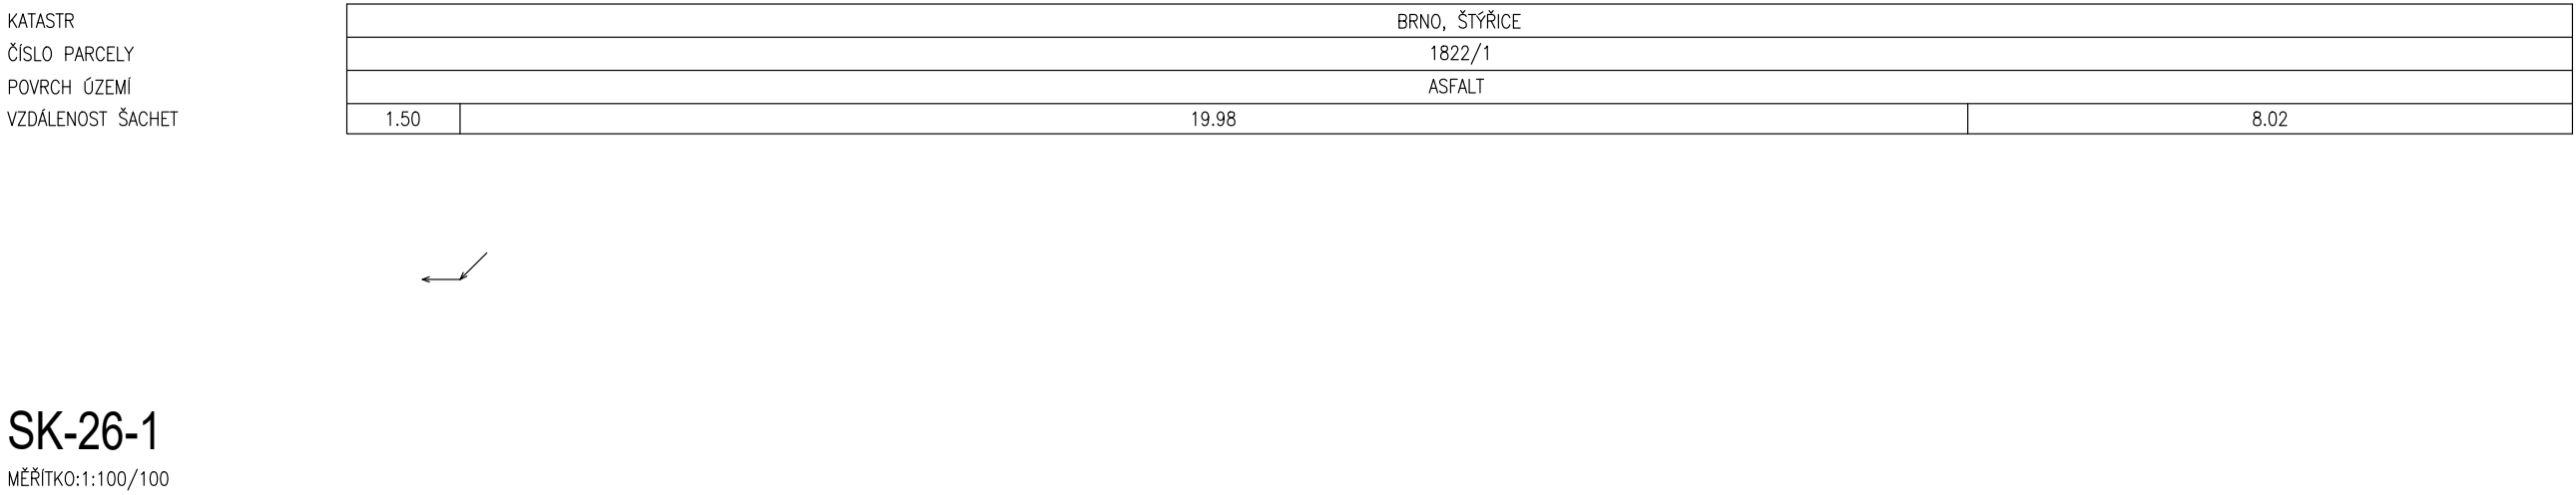 KATASTR BRNO, ŠTÝŘICE
ČÍSLO PARCELY 1822/1
POVRCH ÚZEMÍ ASFALT
VZDÁLENOST ŠACHET 1.50 19.98 8.02
SK-26-1
MĚŘÍTKO:1:100/100